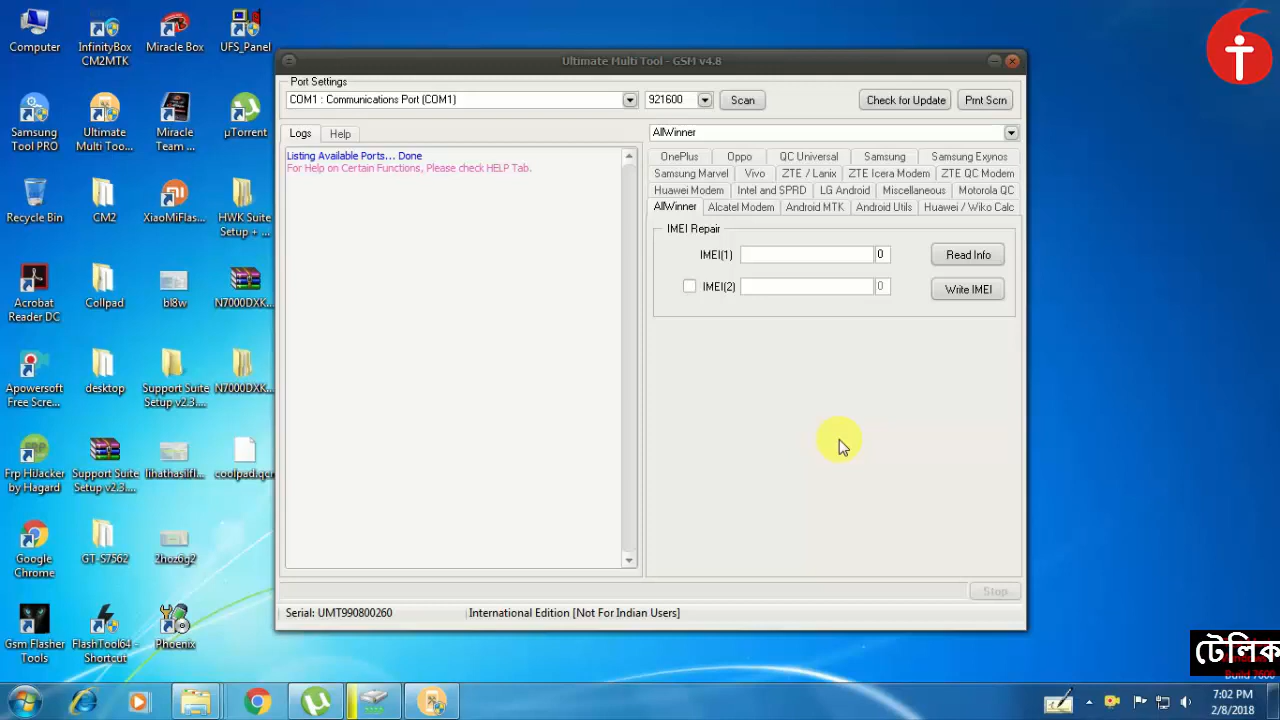 Computer
InfinityBox CM2MTK
Miracle Box
UFS_Panel
Samsung Tool PRO
Ultimate Multi Too...
Miracle Team ...
µTorrent
Recycle Bin
CM2
XiaoMiFlas...
HWK Suite Setup + ...
Acrobat Reader DC
Collpad
bl8w
N7000DXK...
Apowersoft Free Scre...
desktop
Support Suite Setup v2.3....
N7000DXK...
Frp HiJacker by Hagard
Support Suite Setup v2.3....
coolpadl.qcn
Google Chrome
GT-S7562
2hoz6g2
Gsm Flasher Tools
FlashTool64 - Shortcut
Phoenix
Ultimate Multi Tool - GSM v4.8
Port Settings
COM1 : Communications Port (COM1)
921600
Scan
Check for Update
Prnt Scrn
Logs
Help
Listing Available Ports... Done
For Help on Certain Functions, Please check HELP Tab.
AllWinner
OnePlus
Oppo
QC Universal
Samsung
Samsung Exynos
Samsung Marvel
Vivo
ZTE / Lanix
ZTE Icera Modem
ZTE QC Modem
Huawei Modem
Intel and SPRD
LG Android
Miscellaneous
Motorola QC
AllWinner
Alcatel Modem
Android MTK
Android Utils
Huawei / Wiko Calc
IMEI Repair
IMEI(1)
0
Read Info
IMEI(2)
0
Write IMEI
Stop
Serial: UMT990800260
International Edition [Not For Indian Users]
টেলিক
Build 7600
7:02 PM
2/8/2018